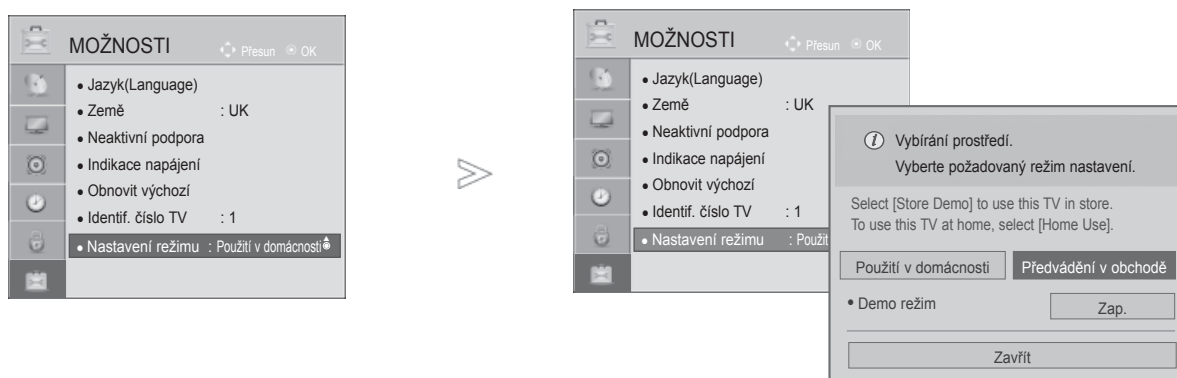 MOŽNOSTI
Přesun OK
• Jazyk(Language)
• Země : UK
• Neaktivní podpora
• Indikace napájení
• Obnovit výchozí
• Identif. číslo TV : 1
• Nastavení režimu : Použití v domácnosti
MOŽNOSTI
Přesun OK
• Jazyk(Language)
• Země : UK
• Neaktivní podpora
• Indikace napájení
• Obnovit výchozí
• Identif. číslo TV : 1
• Nastavení režimu : Použit
i Vybírání prostředí.
Vyberte požadovaný režim nastavení.
Select [Store Demo] to use this TV in store.
To use this TV at home, select [Home Use].
Použití v domácnosti Předvádění v obchodě
• Demo režim Zap.
Zavřít